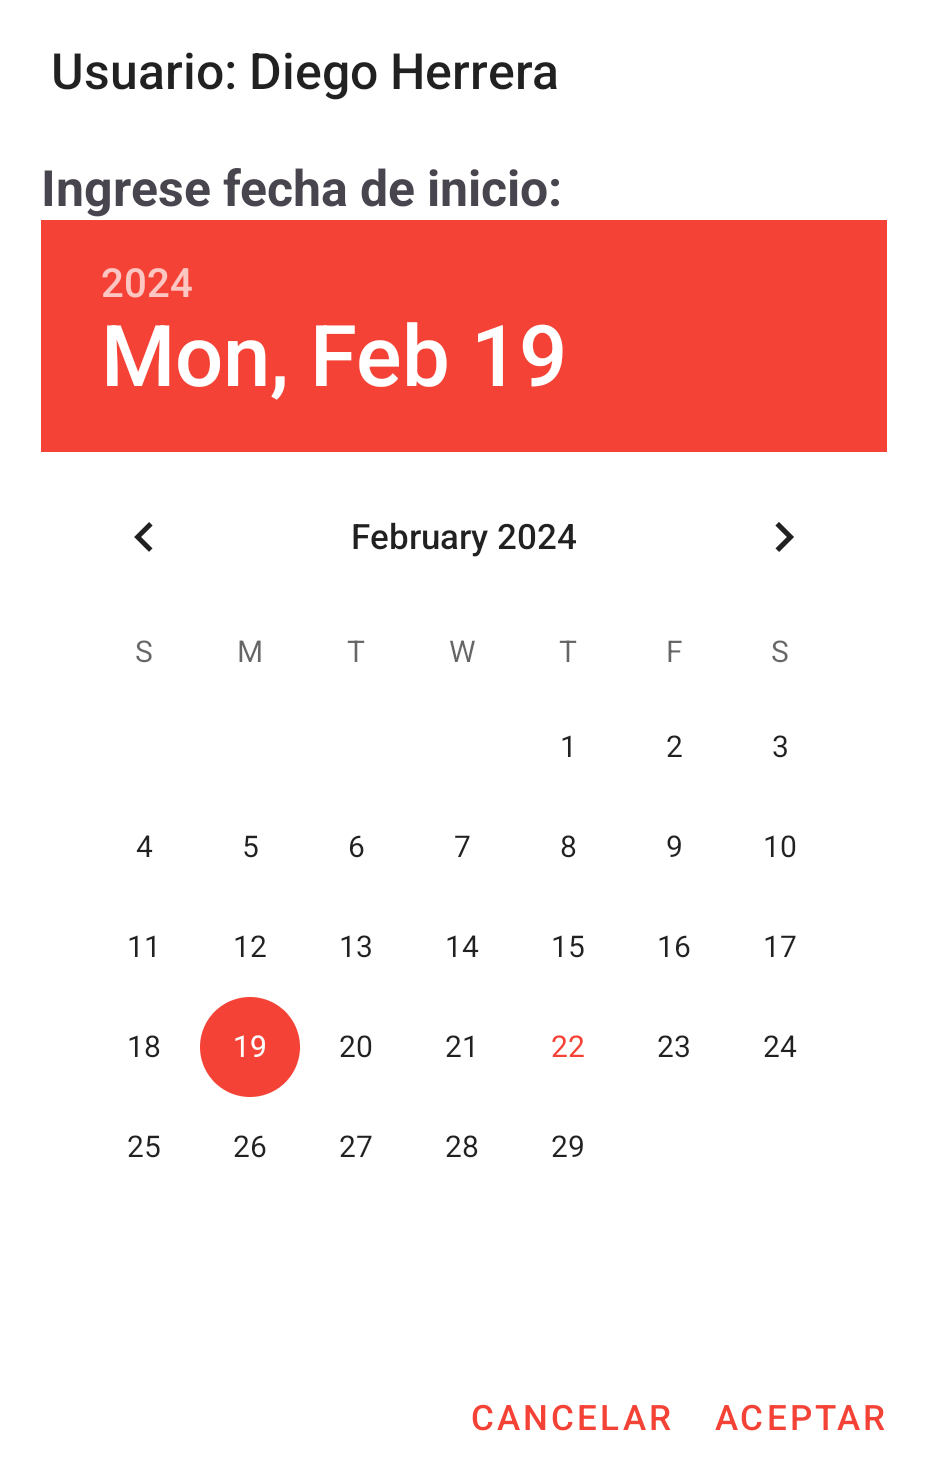 Usuario: Diego Herrera
Ingrese fecha de inicio:
2024
Mon, Feb 19
February 2024
S M T W T F S
1 2 3
4 5 6 7 8 9 10
11 12 13 14 15 16 17
18 19 20 21 22 23 24
25 26 27 28 29
CANCELAR ACEPTAR